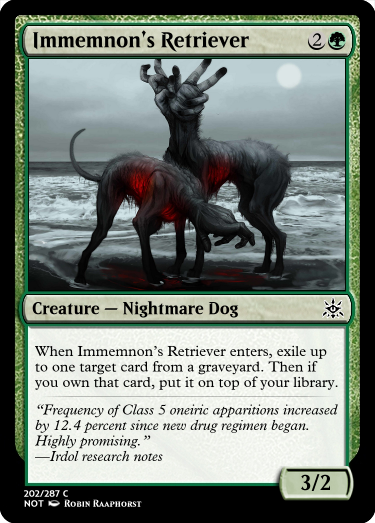 Immemnon's Retriever 2
Creature — Nightmare Dog
When Immemnon's Retriever enters, exile up
to one target card from a graveyard. Then if
you own that card, put it on top of your library.
“Frequency of Class 5 oneiric apparitions increased
by 12.4 percent since new drug regimen began.
Highly promising.”
—Irdol research notes
3/2
202/287 C
NOT Robin Raaphorst